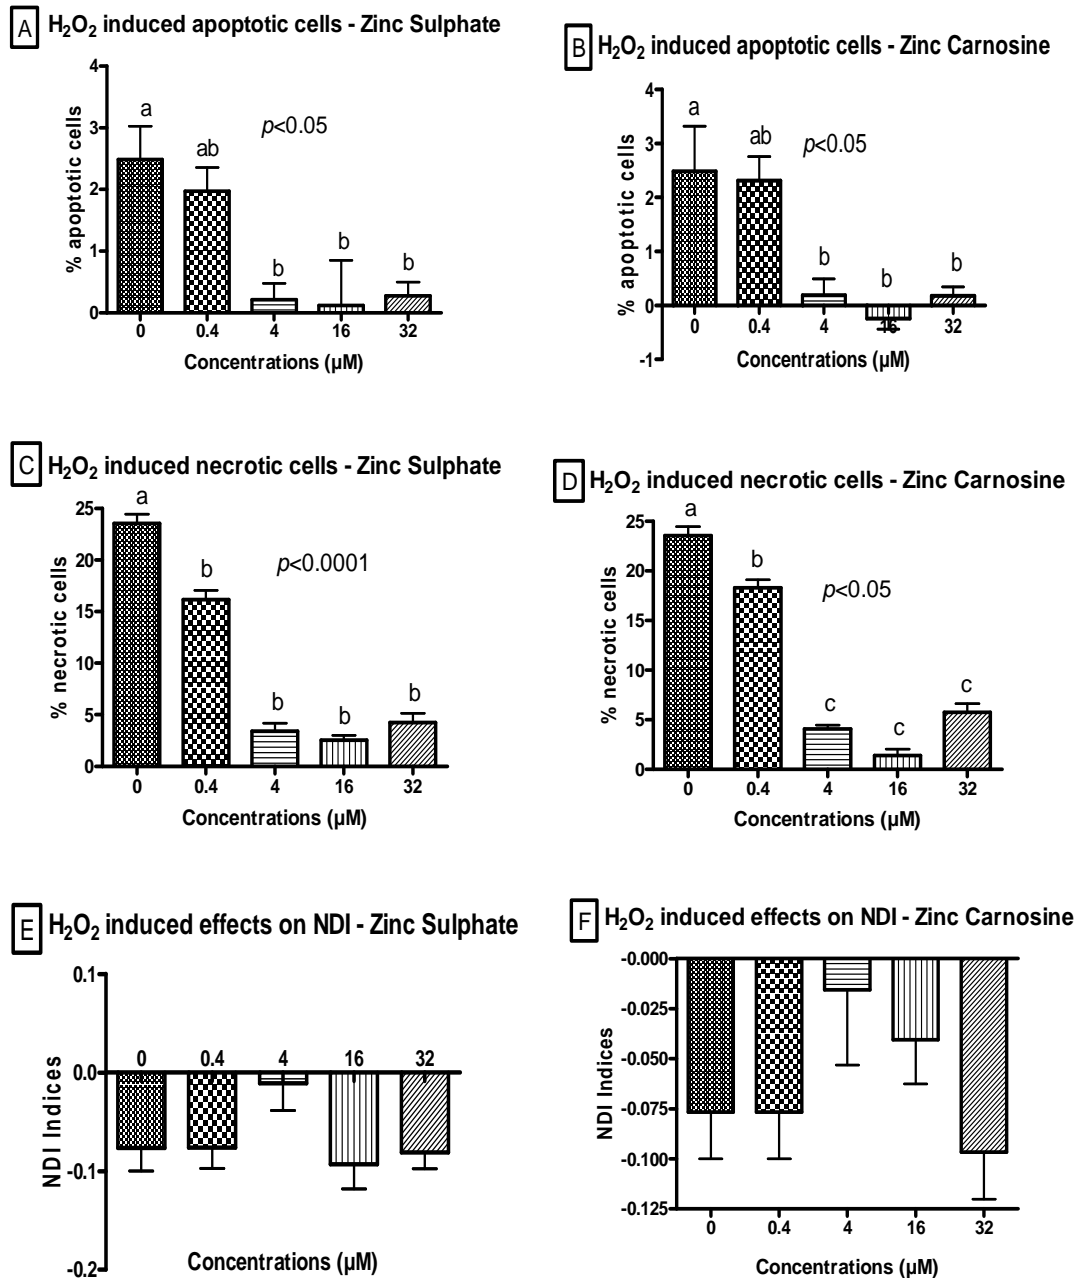 A H₂O₂ induced apoptotic cells - Zinc Sulphate
4
3
2
1
0
% apoptotic cells
a
ab
b
b
b
p<0.05
0 0.4 4 16 32
Concentrations (µM)
B H₂O₂ induced apoptotic cells - Zinc Carnosine
4
3
2
1
0
-1
% apoptotic cells
a
ab
b
b
b
p<0.05
0 0.4 4 16 32
Concentrations (µM)
C H₂O₂ induced necrotic cells - Zinc Sulphate
25
20
15
10
5
0
% necrotic cells
a
b
b
b
b
p<0.0001
0 0.4 4 16 32
Concentrations (µM)
D H₂O₂ induced necrotic cells - Zinc Carnosine
25
20
15
10
5
0
% necrotic cells
a
b
c
c
c
p<0.05
0 0.4 4 16 32
Concentrations (µM)
E H₂O₂ induced effects on NDI - Zinc Sulphate
0.1
0.0
-0.1
-0.2
NDI Indices
0 0.4 4 16 32
Concentrations (µM)
F H₂O₂ induced effects on NDI - Zinc Carnosine
-0.000
-0.025
-0.050
-0.075
-0.100
-0.125
NDI Indices
0 0.4 4 16 32
Concentrations (µM)